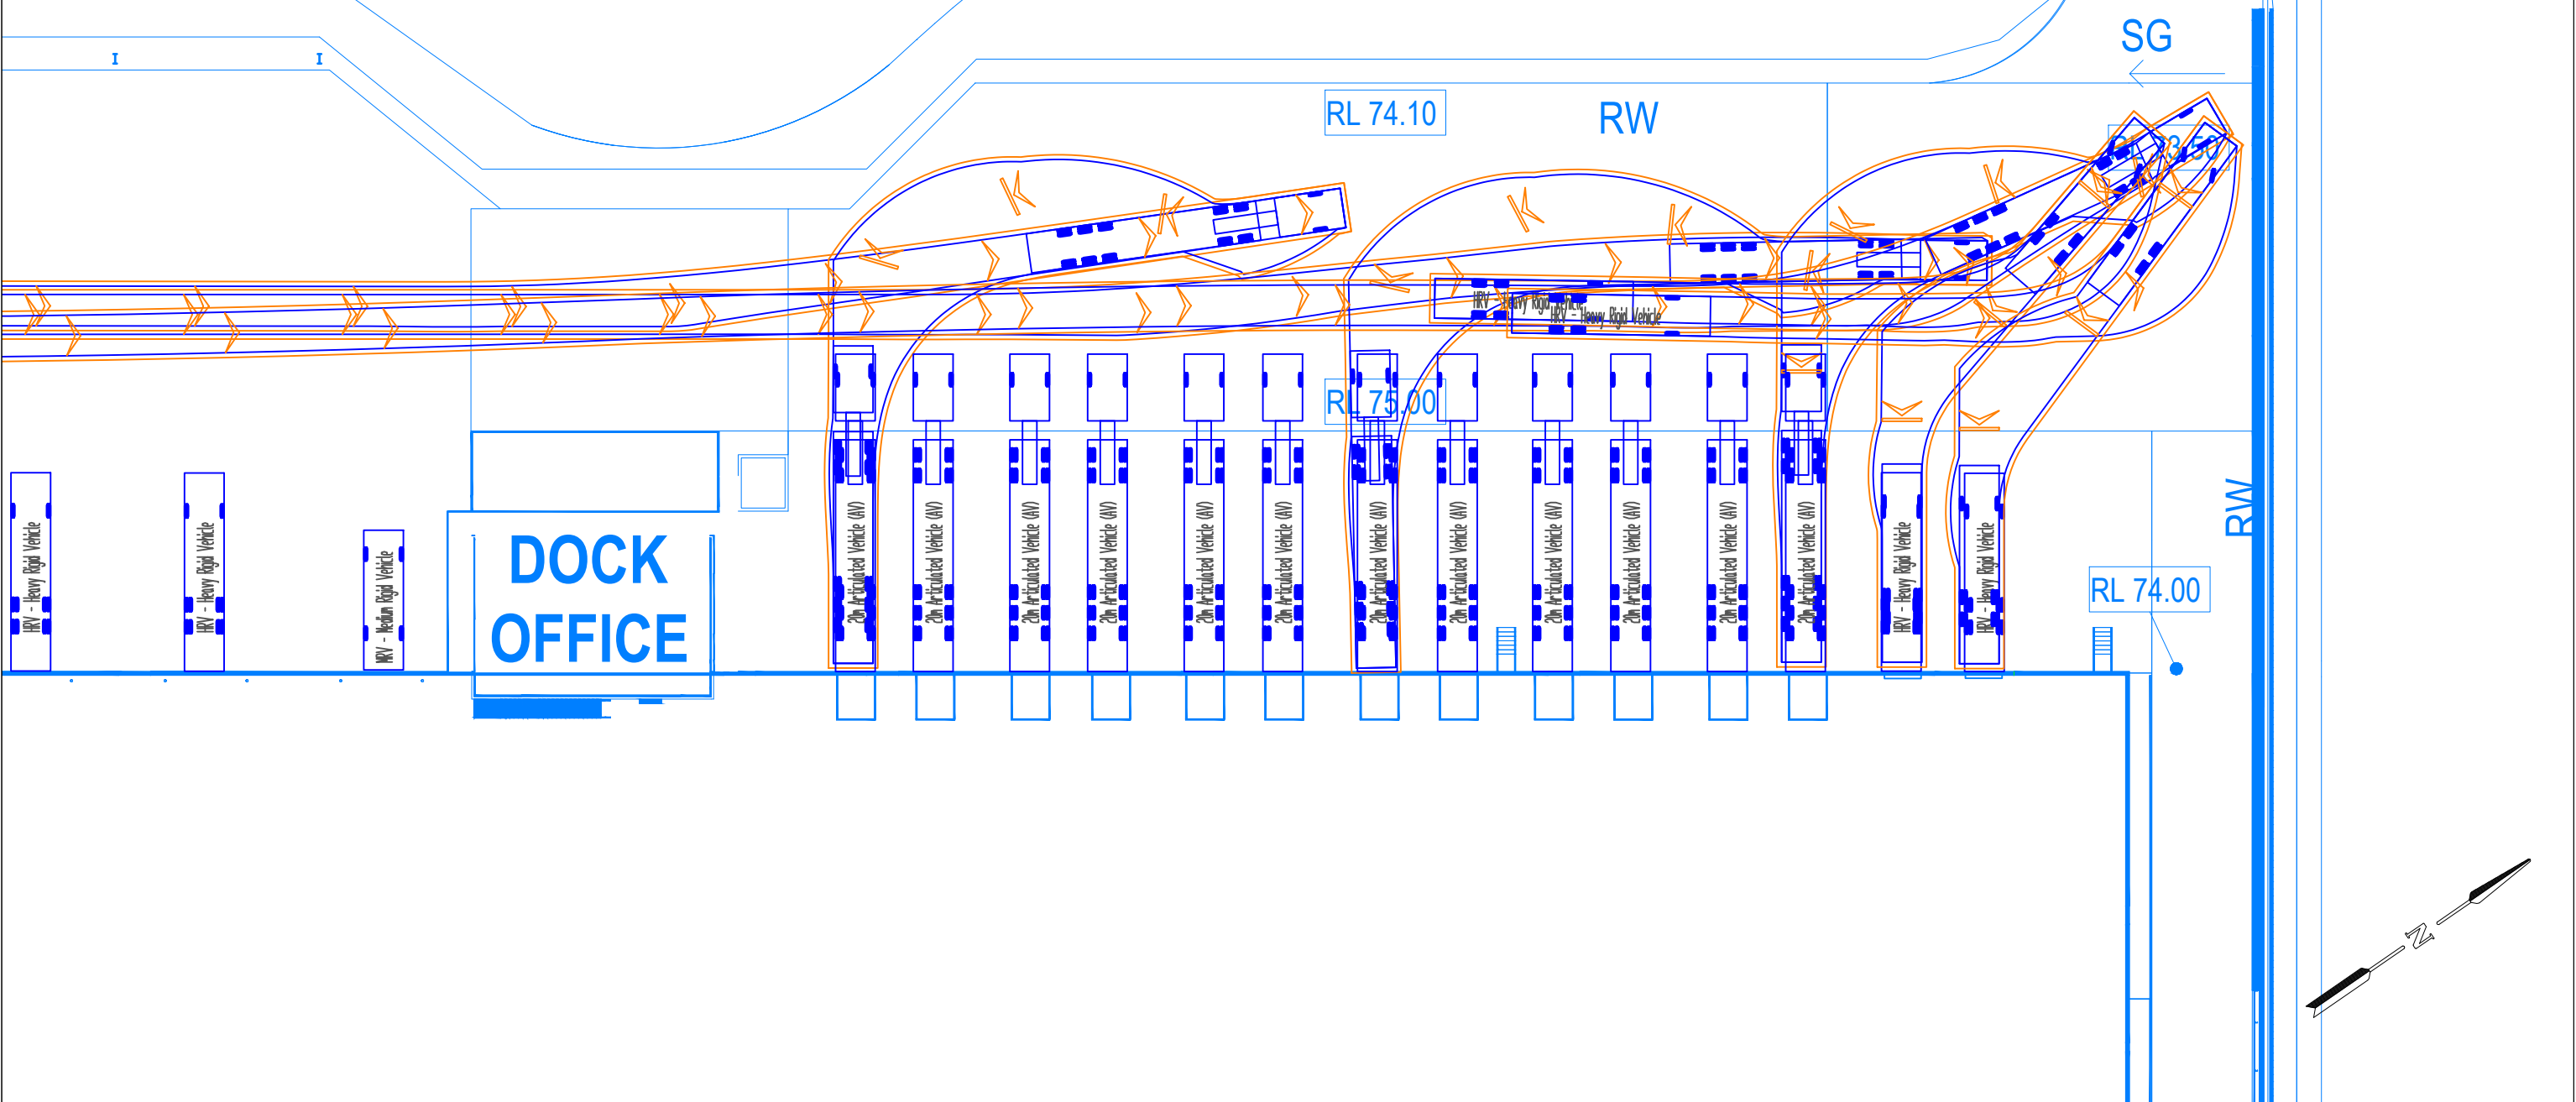 SG
RL 74.10
RW
RL 73.50
HRV - Heavy Rigid Vehicle
HRV - Heavy Rigid Vehicle
RL 75.00
HRV - Heavy Rigid Vehicle
HRV - Heavy Rigid Vehicle
MRV - Medium Rigid Vehicle
DOCK
OFFICE
20m Articulated Vehicle (AV)
20m Articulated Vehicle (AV)
20m Articulated Vehicle (AV)
20m Articulated Vehicle (AV)
20m Articulated Vehicle (AV)
20m Articulated Vehicle (AV)
20m Articulated Vehicle (AV)
20m Articulated Vehicle (AV)
20m Articulated Vehicle (AV)
20m Articulated Vehicle (AV)
20m Articulated Vehicle (AV)
20m Articulated Vehicle (AV)
HRV - Heavy Rigid Vehicle
HRV - Heavy Rigid Vehicle
RW
RL 74.00
N